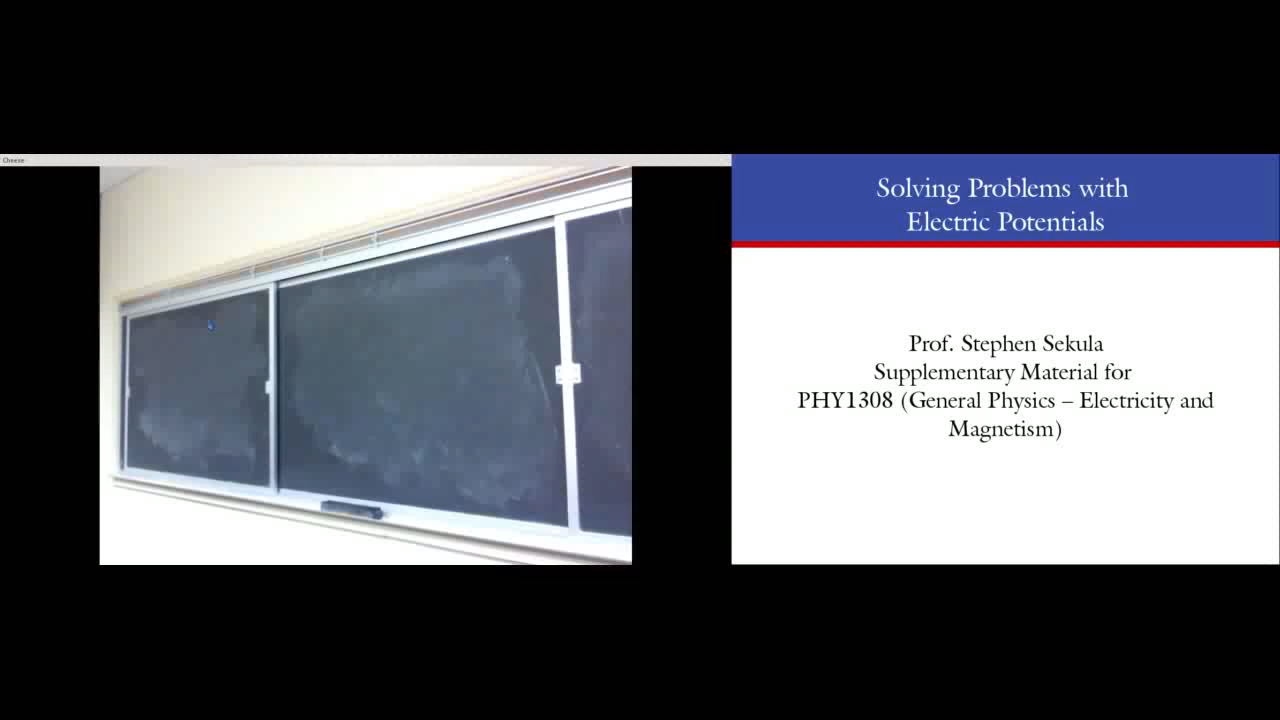 Cheese
Solving Problems with
Electric Potentials
Prof. Stephen Sekula
Supplementary Material for
PHY1308 (General Physics – Electricity and
Magnetism)